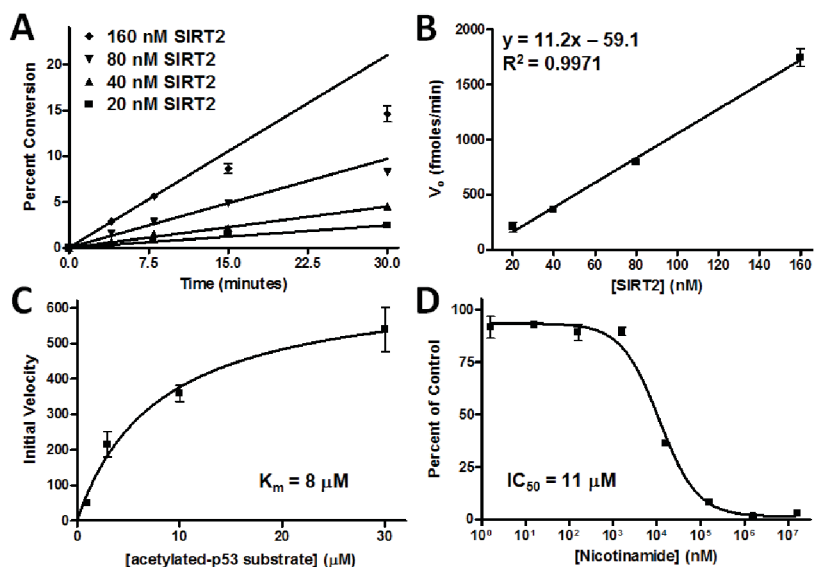 A
160 nM SIRT2
80 nM SIRT2
40 nM SIRT2
20 nM SIRT2
Percent Conversion
20
15
10
5
0
0.0 7.5 15.0 22.5 30.0
Time (minutes)
B
y = 11.2x – 59.1
R² = 0.9971
Vₒ (fmoles/min)
2000
1500
1000
500
0
20 40 60 80 100 120 140 160
[SIRT2] (nM)
C
Initial Velocity
600
500
400
300
200
100
0
Kₘ = 8 μM
0 10 20 30
[acetylated-p53 substrate] (μM)
D
Percent of Control
100
75
50
25
0
IC₅₀ = 11 μM
10⁰ 10¹ 10² 10³ 10⁴ 10⁵ 10⁶ 10⁷
[Nicotinamide] (nM)